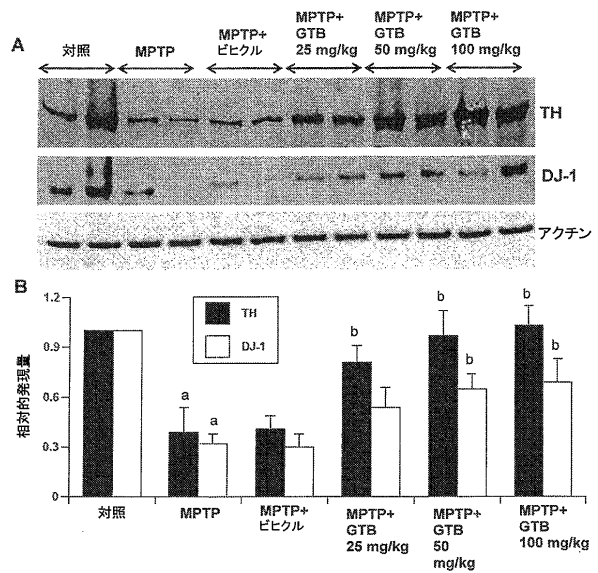 A
対照
MPTP
MPTP+
ビヒクル
MPTP+
GTB
25 mg/kg
MPTP+
GTB
50 mg/kg
MPTP+
GTB
100 mg/kg
TH
DJ-1
アクチン
B
相対的発現量
1.2
0.9
0.6
0.3
0
TH
DJ-1
a
a
b
b
b
b
b
対照
MPTP
MPTP+
ビヒクル
MPTP+
GTB
25 mg/kg
MPTP+
GTB
50
mg/kg
MPTP+
GTB
100 mg/kg